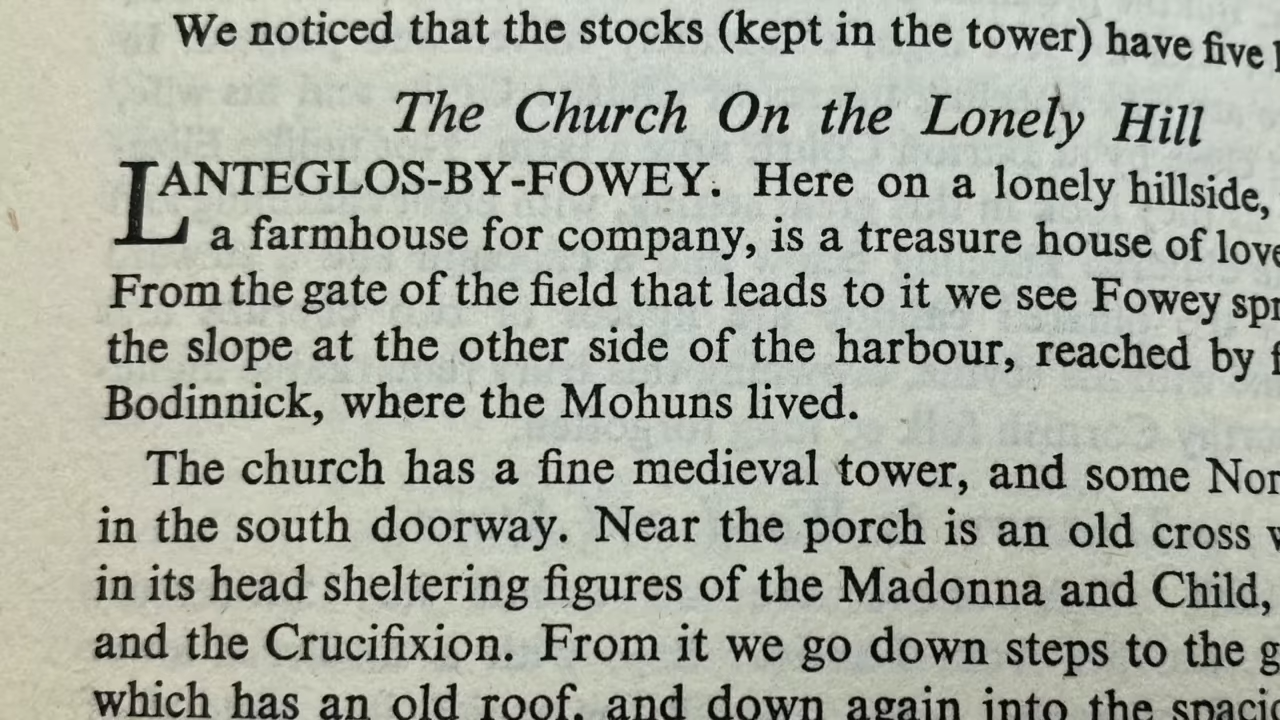 We noticed that the stocks (kept in the tower) have five
The Church On the Lonely Hill
LANTEGLOS-BY-FOWEY. Here on a lonely hillside,
a farmhouse for company, is a treasure house of
From the gate of the field that leads to it we see Fowey
the slope at the other side of the harbour, reached by
Bodinnick, where the Mohuns lived.
The church has a fine medieval tower, and some
in the south doorway. Near the porch is an old cross
in its head sheltering figures of the Madonna and Child,
and the Crucifixion. From it we go down steps to the
which has an old roof, and down again into the